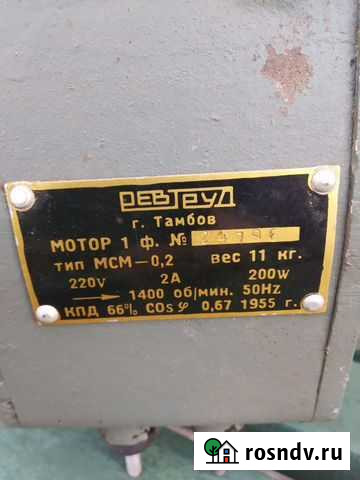 РЕВТРУД
г. Тамбов
МОТОР 1 ф. №
тип МСМ-0,2 вес 11 кг.
220V 2А 200W
1400 об/мин. 50Hz
КПД 66% COS φ 0,67 1955 г.
rosndv.ru